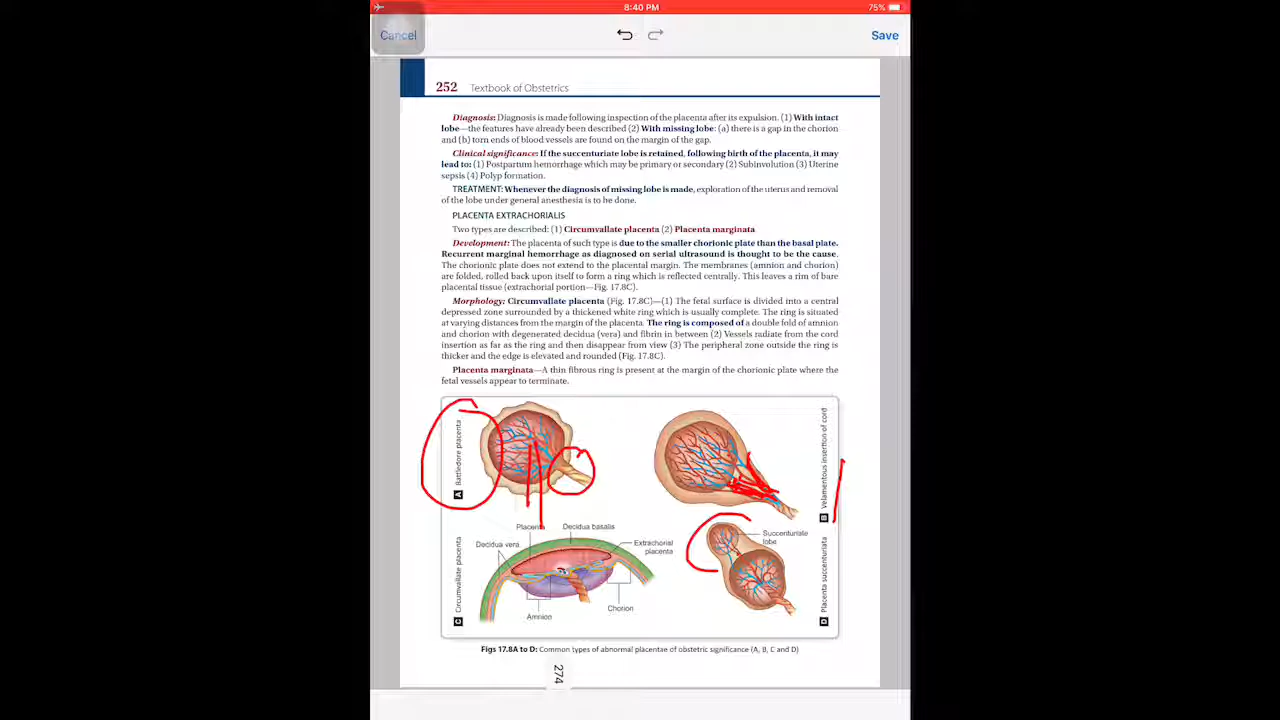 8:40 PM
75%
Cancel
Save
252 Textbook of Obstetrics
Diagnosis: Diagnosis is made following inspection of the placenta after its expulsion. (1) With intact
lobe—the features have already been described (2) With missing lobe: (a) there is a gap in the chorion
and (b) torn ends of blood vessels are found on the margin of the gap.
Clinical significance: If the succenturiate lobe is retained, following birth of the placenta, it may
lead to: (1) Postpartum hemorrhage which may be primary or secondary (2) Subinvolution (3) Uterine
sepsis (4) Polyp formation.
TREATMENT: Whenever the diagnosis of missing lobe is made, exploration of the uterus and removal
of the lobe under general anesthesia is to be done.
PLACENTA EXTRACHORIALIS
Two types are described: (1) Circumvallate placenta (2) Placenta marginata
Development: The placenta of such type is due to the smaller chorionic plate than the basal plate.
Recurrent marginal hemorrhage as diagnosed on serial ultrasound is thought to be the cause.
The chorionic plate does not extend to the placental margin. The membranes (amnion and chorion)
are folded, rolled back upon itself to form a ring which is reflected centrally. This leaves a rim of bare
placental tissue (extrachorial portion—Fig. 17.8C).
Morphology: Circumvallate placenta (Fig. 17.8C)—(1) The fetal surface is divided into a central
depressed zone surrounded by a thickened white ring which is usually complete. The ring is situated
at varying distances from the margin of the placenta. The ring is composed of a double fold of amnion
and chorion with degenerated decidua (vera) and fibrin in between (2) Vessels radiate from the cord
insertion as far as the ring and then disappear from view (3) The peripheral zone outside the ring is
thicker and the edge is elevated and rounded (Fig. 17.8C).
Placenta marginata—A thin fibrous ring is present at the margin of the chorionic plate where the
fetal vessels appear to terminate.
A Battledore placenta
B Velamentous insertion of cord
Placenta
Decidua basalis
Decidua vera
Extrachorial
placenta
Amnion
Chorion
C Circumvallate placenta
Succenturiate
lobe
D Placenta succenturiata
Figs 17.8A to D: Common types of abnormal placentae of obstetric significance (A, B, C and D)
274